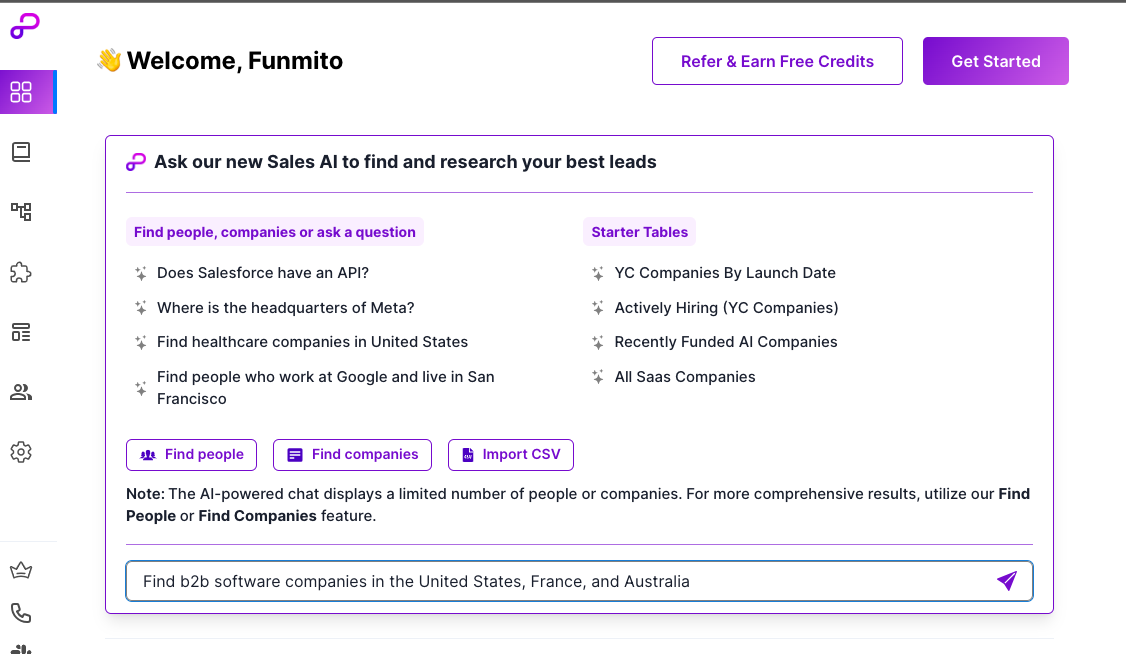 👋 Welcome, Funmito
Refer & Earn Free Credits
Get Started
Ask our new Sales AI to find and research your best leads
Find people, companies or ask a question
Does Salesforce have an API?
Where is the headquarters of Meta?
Find healthcare companies in United States
Find people who work at Google and live in San
Francisco
Starter Tables
YC Companies By Launch Date
Actively Hiring (YC Companies)
Recently Funded AI Companies
All Saas Companies
Find people
Find companies
Import CSV
Note: The AI-powered chat displays a limited number of people or companies. For more comprehensive results, utilize our Find
People or Find Companies feature.
Find b2b software companies in the United States, France, and Australia